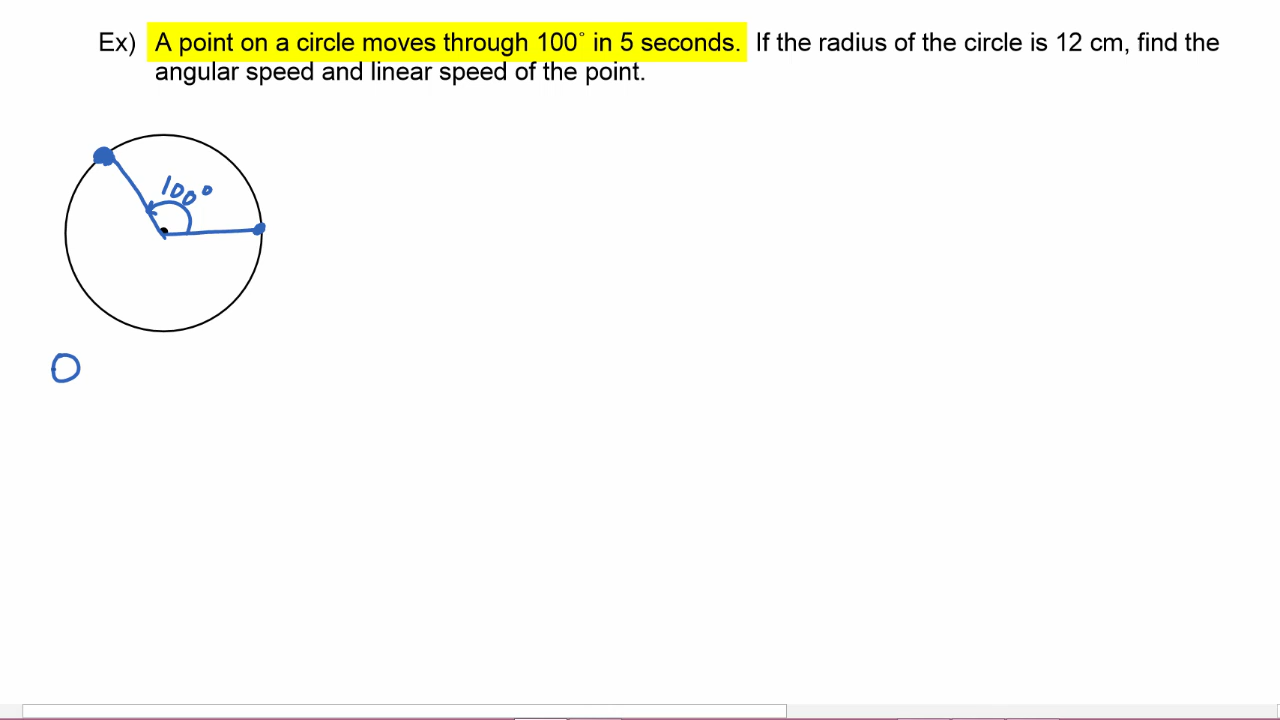 Ex) A point on a circle moves through 100° in 5 seconds. If the radius of the circle is 12 cm, find the
angular speed and linear speed of the point.
100°
O